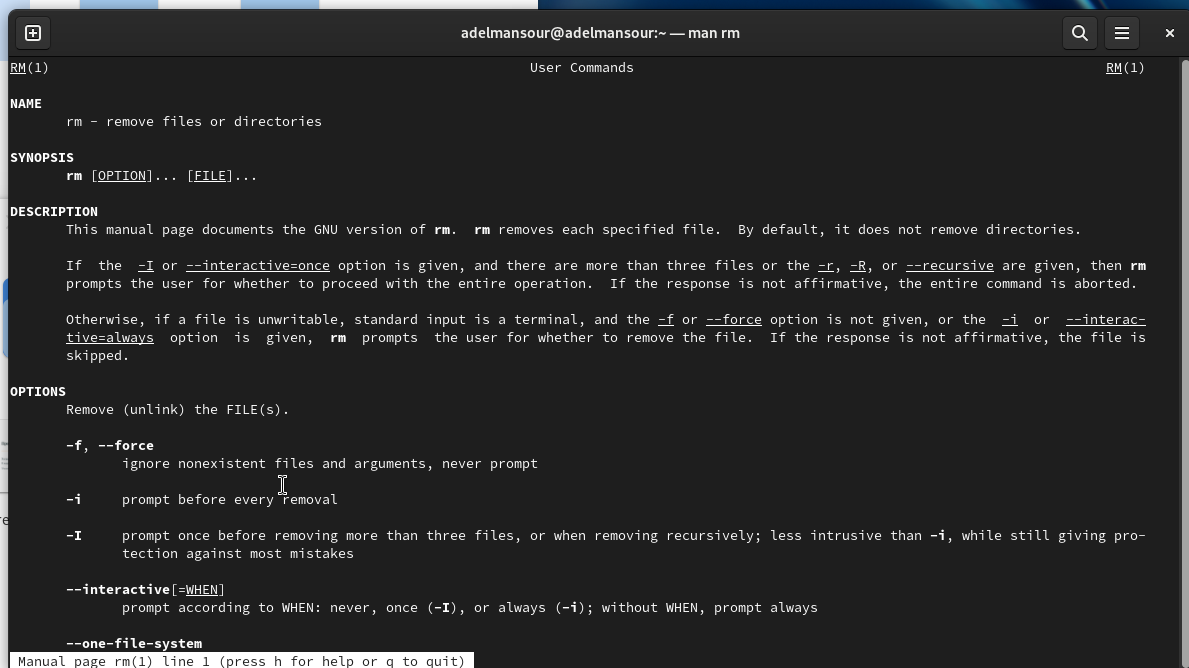 adelmansour@adelmansour:~ — man rm
RM(1) User Commands RM(1)
NAME
rm - remove files or directories
SYNOPSIS
rm [OPTION]... [FILE]...
DESCRIPTION
This manual page documents the GNU version of rm. rm removes each specified file. By default, it does not remove directories.
If the -I or --interactive=once option is given, and there are more than three files or the -r, -R, or --recursive are given, then rm
prompts the user for whether to proceed with the entire operation. If the response is not affirmative, the entire command is aborted.
Otherwise, if a file is unwritable, standard input is a terminal, and the -f or --force option is not given, or the -i or --interac-
tive=always option is given, rm prompts the user for whether to remove the file. If the response is not affirmative, the file is
skipped.
OPTIONS
Remove (unlink) the FILE(s).
-f, --force
ignore nonexistent files and arguments, never prompt
-i prompt before every removal
-I prompt once before removing more than three files, or when removing recursively; less intrusive than -i, while still giving pro-
tection against most mistakes
--interactive[=WHEN]
prompt according to WHEN: never, once (-I), or always (-i); without WHEN, prompt always
--one-file-system
Manual page rm(1) line 1 (press h for help or q to quit)